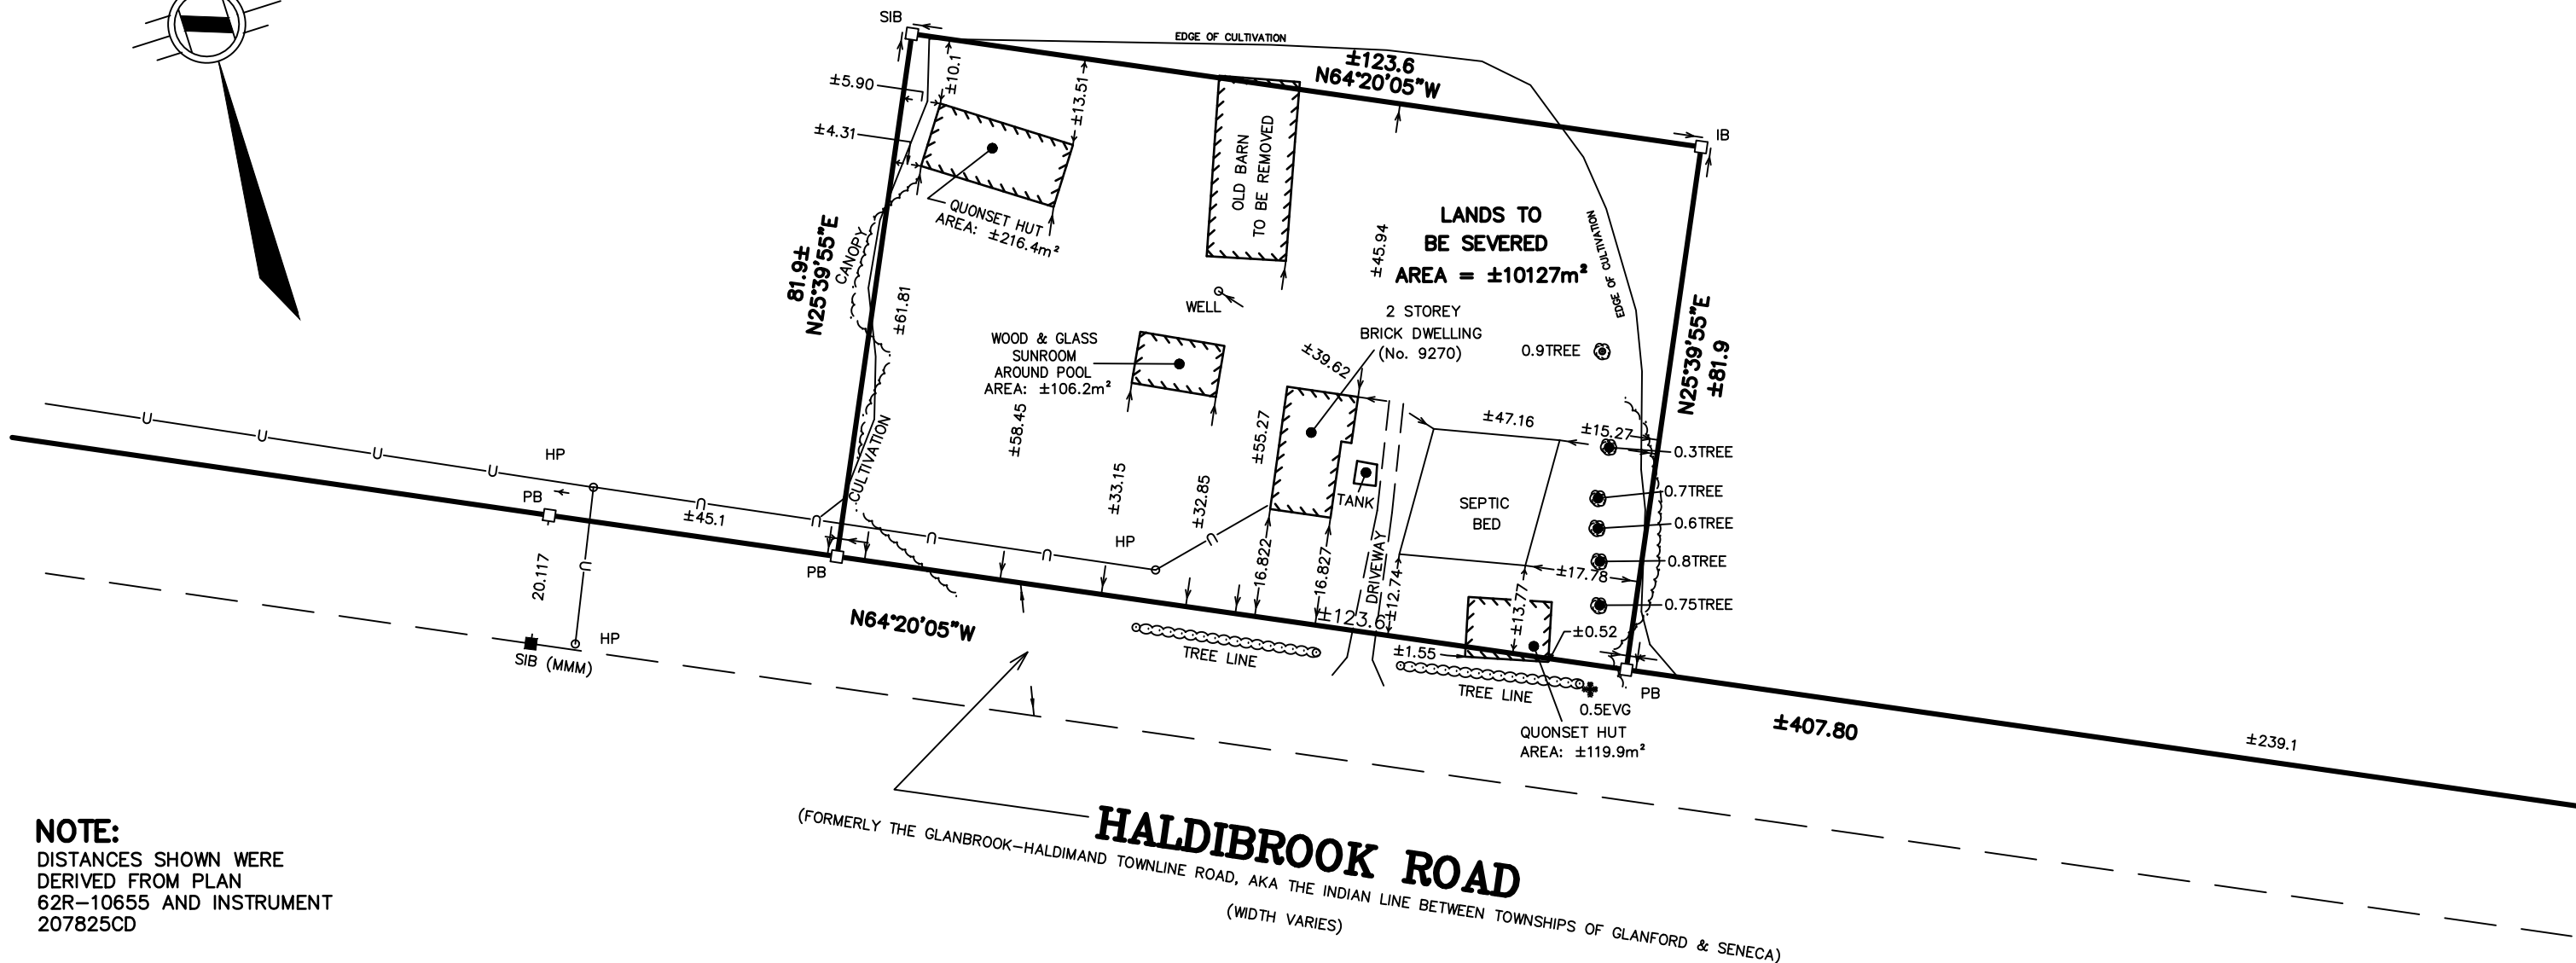 SIB
EDGE OF CULTIVATION
±123.6
N64°20'05"W
IB
±5.90
±10.1
±13.51
±4.31
OLD BARN
TO BE REMOVED
QUONSET HUT
AREA: ±216.4m²
LANDS TO
BE SEVERED
AREA = ±10127m²
EDGE OF CULTIVATION
81.9±
N25°39'55"E
CANOPY
±61.81
±45.94
WELL
2 STOREY
BRICK DWELLING
(No. 9270)
WOOD & GLASS
SUNROOM
AROUND POOL
AREA: ±106.2m²
±39.62
0.9TREE
N25°39'55"E
±81.9
U
U
U
U
HP
PB
U
±45.1
U
CULTIVATION
±58.45
±33.15
±32.85
±55.27
±47.16
±15.27
0.3TREE
0.7TREE
0.6TREE
0.8TREE
0.75TREE
TANK
SEPTIC
BED
DRIVEWAY
U
U
HP
U
PB
20.117
U
16.822
16.827
±12.74
±13.77
±17.78
±123.6
±0.52
±1.55
N64°20'05"W
HP
SIB (MMM)
TREE LINE
TREE LINE
0.5EVG
PB
QUONSET HUT
AREA: ±119.9m²
±407.80
±239.1
HALDIBROOK ROAD
(FORMERLY THE GLANBROOK-HALDIMAND TOWNLINE ROAD, AKA THE INDIAN LINE BETWEEN TOWNSHIPS OF GLANFORD & SENECA)
(WIDTH VARIES)
NOTE:
DISTANCES SHOWN WERE
DERIVED FROM PLAN
62R-10655 AND INSTRUMENT
207825CD